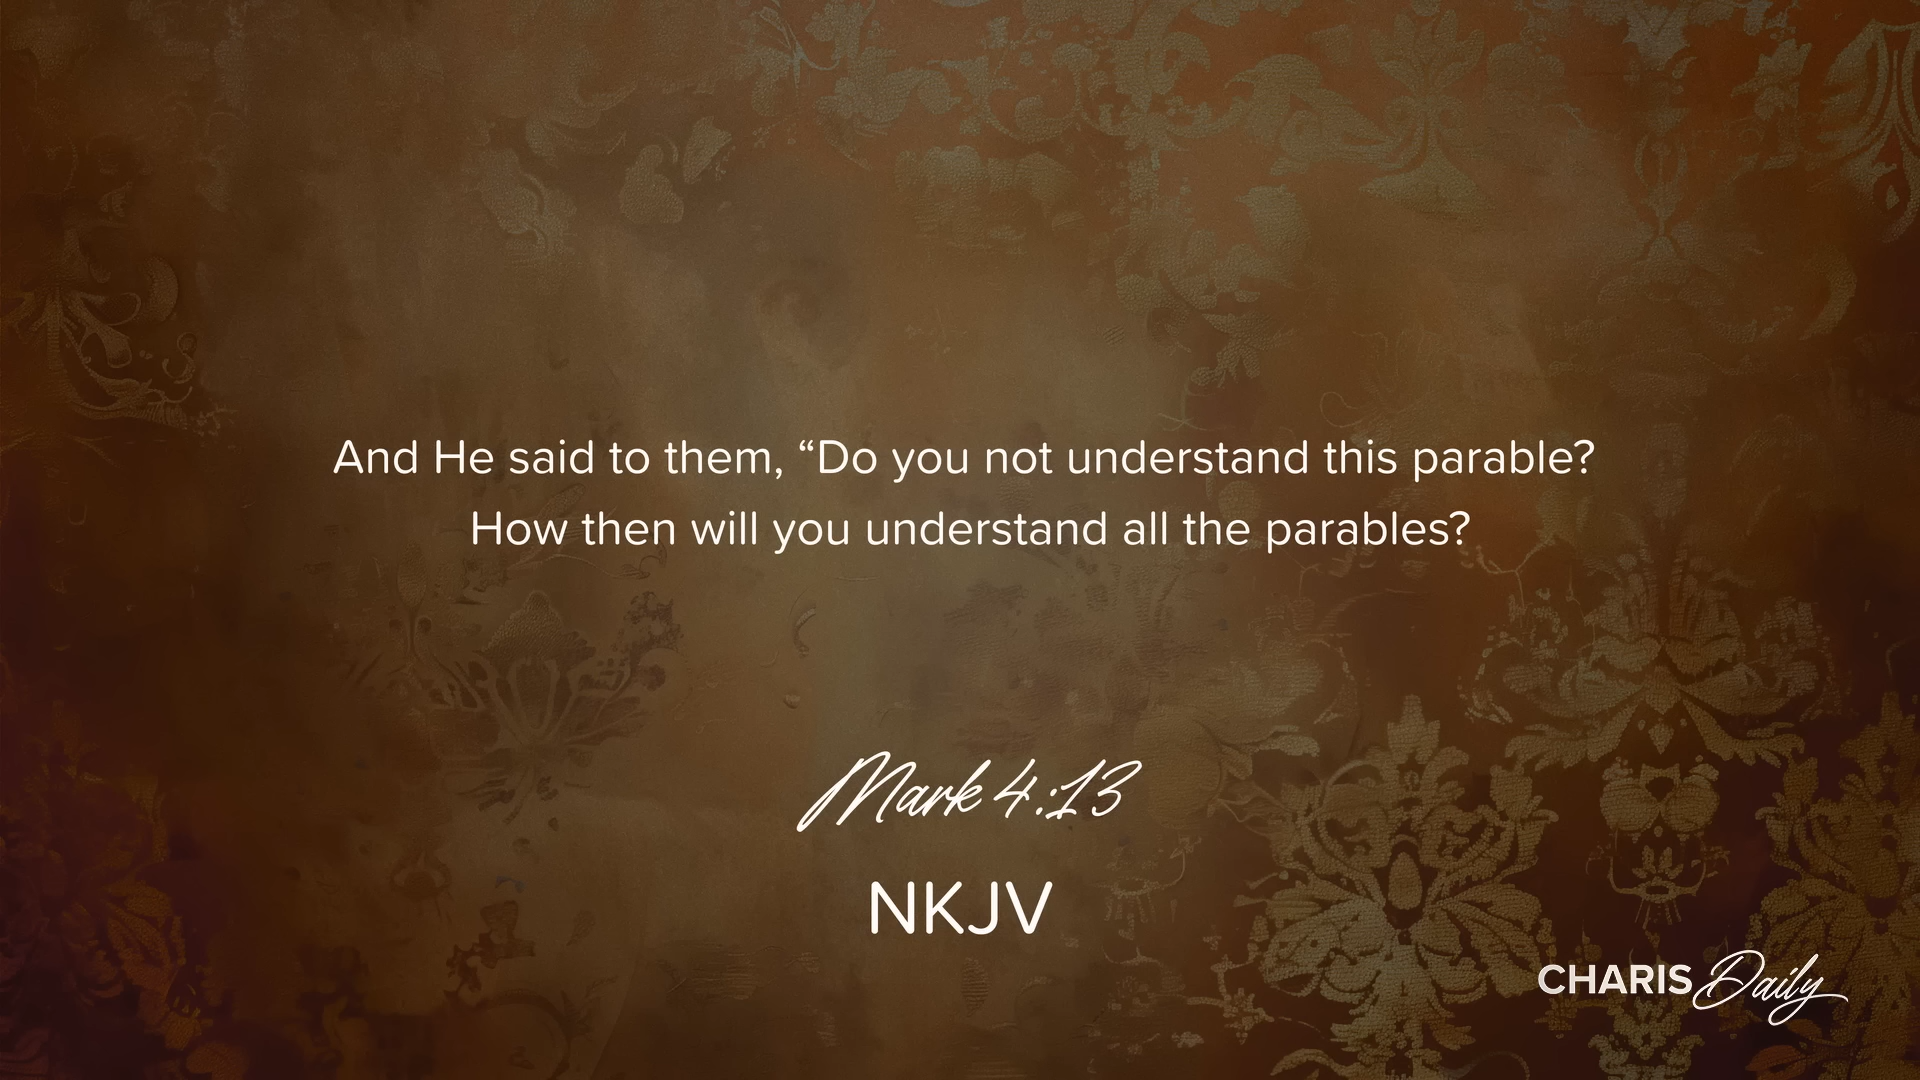 And He said to them, “Do you not understand this parable?
How then will you understand all the parables?
Mark 4:13
NKJV
CHARIS Daily